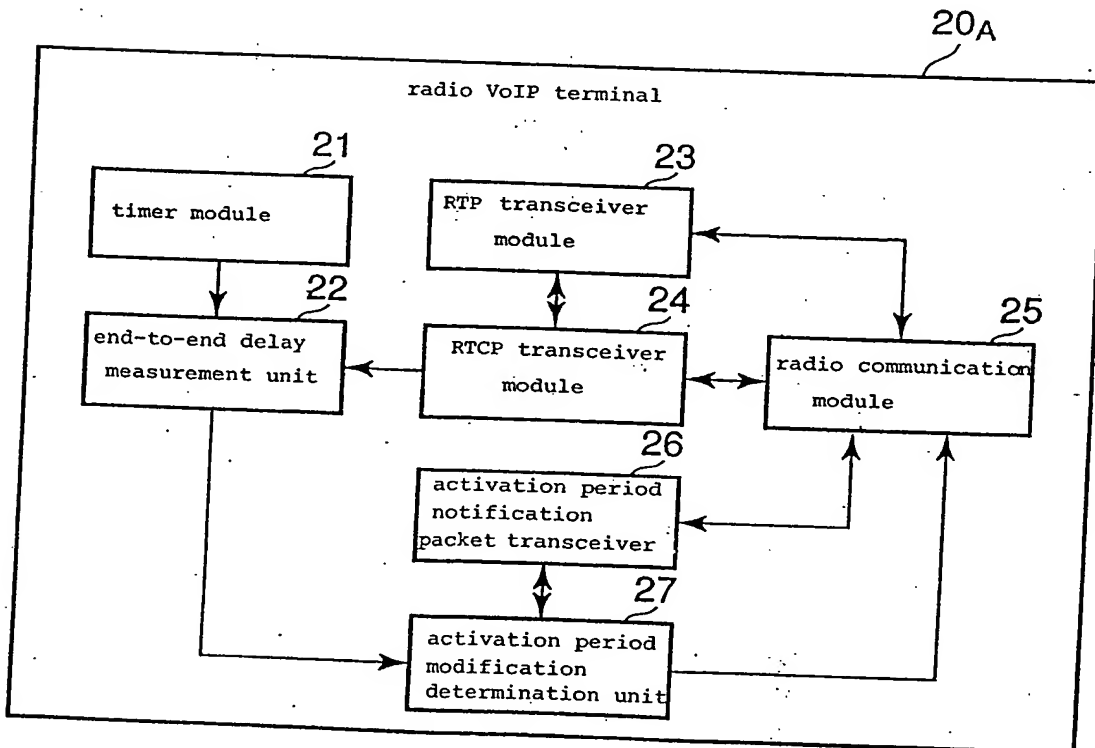 20A
radio VoIP terminal
21
timer module
23
RTP transceiver
module
22
end-to-end delay
measurement unit
24
RTCP transceiver
module
25
radio communication
module
26
activation period
notification
packet transceiver
27
activation period
modification
determination unit